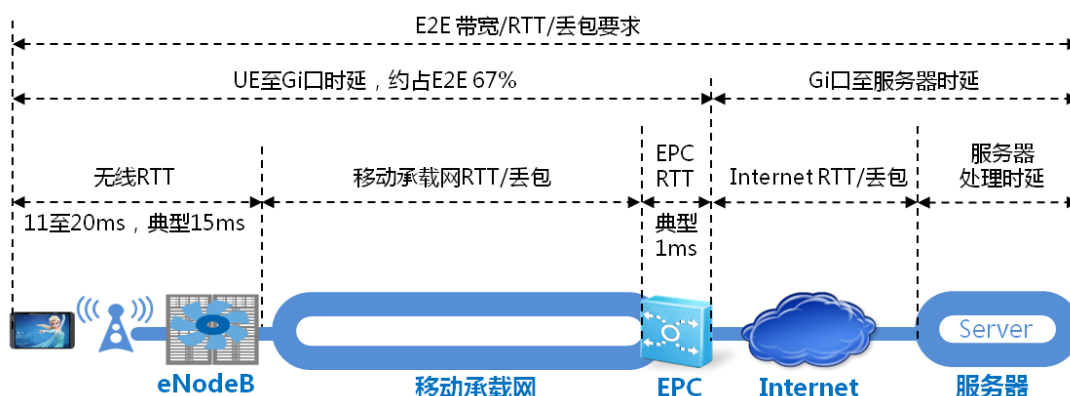 E2E 带宽/RTT/丢包要求
UE至Gi口时延，约占E2E 67%
Gi口至服务器时延
无线RTT
移动承载网RTT/丢包
EPC
RTT
Internet RTT/丢包
服务器
处理时延
11至20ms，典型15ms
典型
1ms
Server
eNodeB
移动承载网
EPC
Internet
服务器